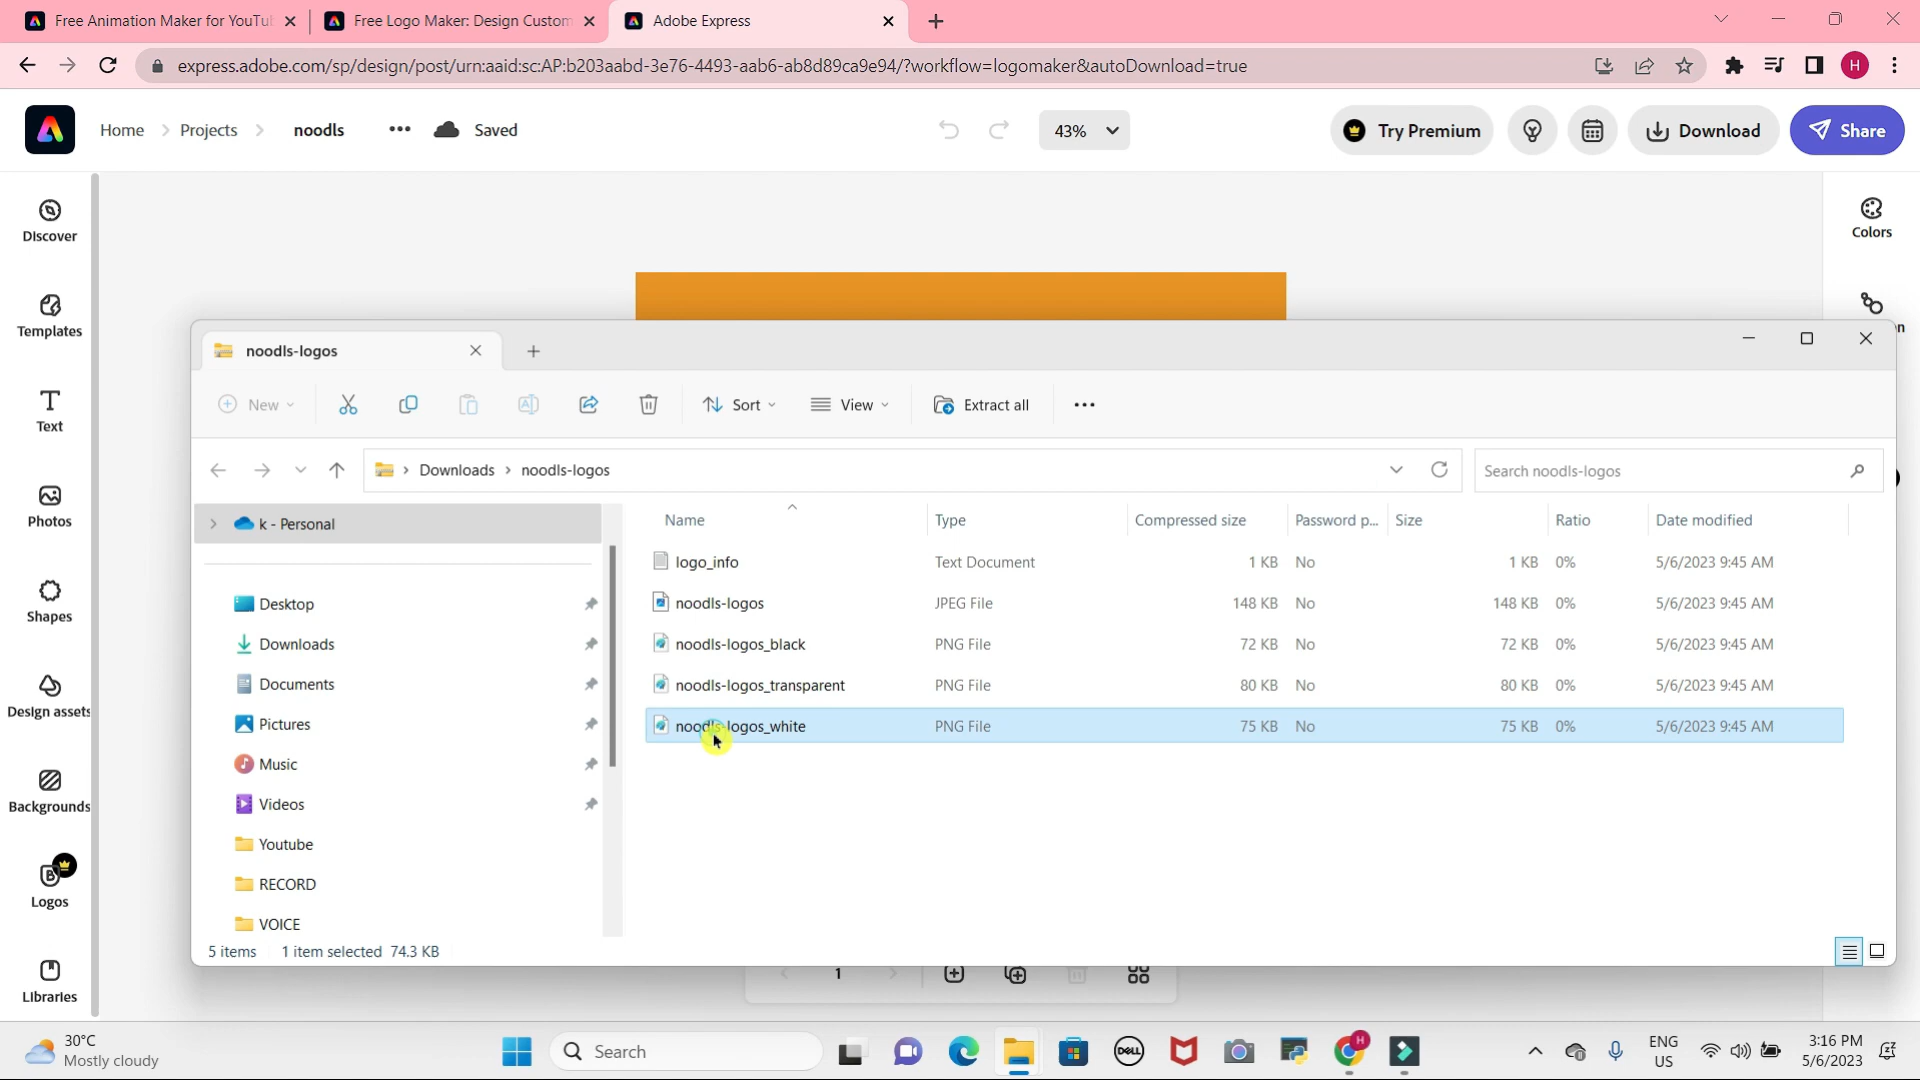 Free Animation Maker for YouTu
Free Logo Maker: Design Custom
Adobe Express
express.adobe.com/sp/design/post/urn:aaid:sc:AP:b203aabd-3e76-4493-aab6-ab8d89ca9e94/?workflow=logomaker&autoDownload=true
H
Home
Projects
noodls
Saved
43%
Try Premium
Download
Share
Discover
Templates
Text
Photos
Shapes
Design assets
Backgrounds
Logos
Libraries
Colors
noodls-logos
New
Sort
View
Extract all
Downloads
noodls-logos
Search noodls-logos
k - Personal
Desktop
Downloads
Documents
Pictures
Music
Videos
Youtube
RECORD
VOICE
Name Type Compressed size Password p... Size Ratio Date modified
logo_info Text Document 1 KB No 1 KB 0% 5/6/2023 9:45 AM
noodls-logos JPEG File 148 KB No 148 KB 0% 5/6/2023 9:45 AM
noodls-logos_black PNG File 72 KB No 72 KB 0% 5/6/2023 9:45 AM
noodls-logos_transparent PNG File 80 KB No 80 KB 0% 5/6/2023 9:45 AM
noodls-logos_white PNG File 75 KB No 75 KB 0% 5/6/2023 9:45 AM
5 items 1 item selected 74.3 KB
1
30°C
Mostly cloudy
Search
DELL
H
ENG
US
3:16 PM
5/6/2023